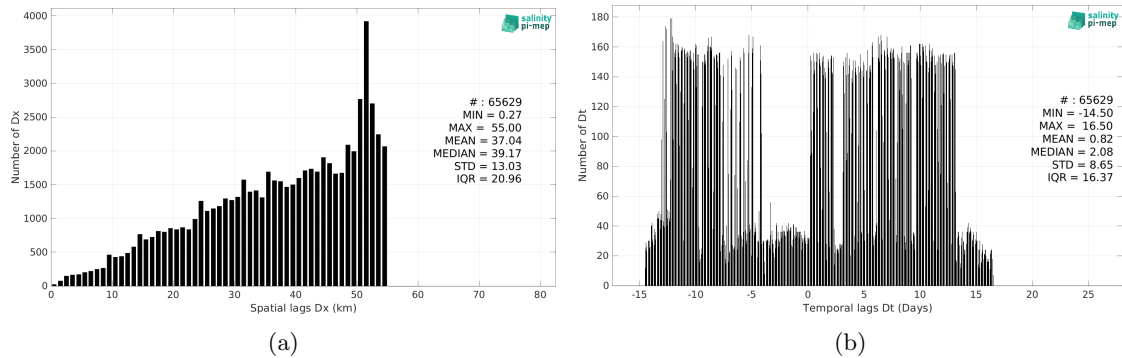 4000
3500
3000
2500
2000
1500
1000
500
0
Number of Dx
salinity
pi-mep
# : 65629
MIN = 0.27
MAX = 55.00
MEAN = 37.04
MEDIAN = 39.17
STD = 13.03
IQR = 20.96
0 10 20 30 40 50 60 70 80
Spatial lags Dx (km)
(a)
180
160
140
120
100
80
60
40
20
0
Number of Dt
salinity
pi-mep
# : 65629
MIN = -14.50
MAX = 16.50
MEAN = 0.82
MEDIAN = 2.08
STD = 8.65
IQR = 16.37
-15 -10 -5 0 5 10 15 20 25
Temporal lags Dt (Days)
(b)